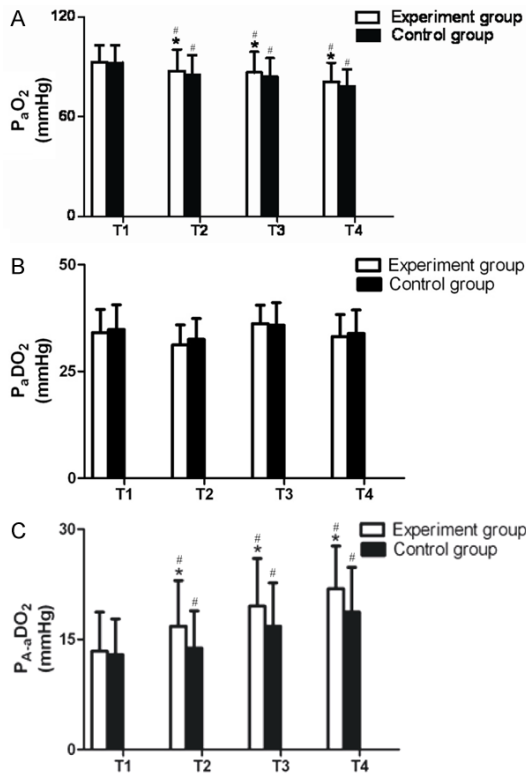 A
120
60
0
PaO2
(mmHg)
Experiment group
Control group
#
*
#
#
*
#
#
*
#
T1 T2 T3 T4
B
50
25
0
PaDO2
(mmHg)
Experiment group
Control group
T1 T2 T3 T4
C
30
15
0
PA-aDO2
(mmHg)
Experiment group
Control group
#
*
#
#
*
#
#
*
#
T1 T2 T3 T4